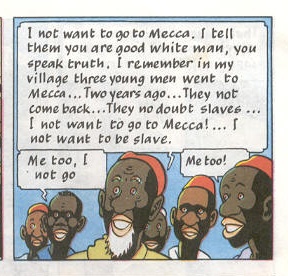 I not want to go to Mecca. I tell
them you are good white man, you
speak truth. I remember in my
village three young men went to
Mecca...Two years ago...They not
come back...They no doubt slaves ...
I not want to go to Mecca!... I
not want to be slave.
Me too, I
not go
Me too!